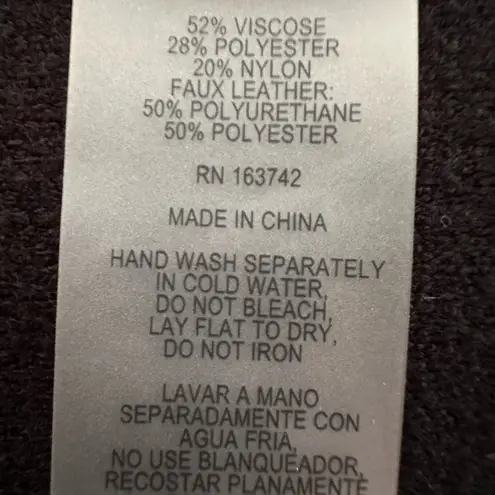 52% VISCOSE
28% POLYESTER
20% NYLON
FAUX LEATHER:
50% POLYURETHANE
50% POLYESTER
RN 163742
MADE IN CHINA
HAND WASH SEPARATELY
IN COLD WATER,
DO NOT BLEACH,
LAY FLAT TO DRY,
DO NOT IRON
LAVAR A MANO
SEPARADAMENTE CON
AGUA FRIA,
NO USE BLANQUEADOR,
RECOSTAR PLANAMENTE